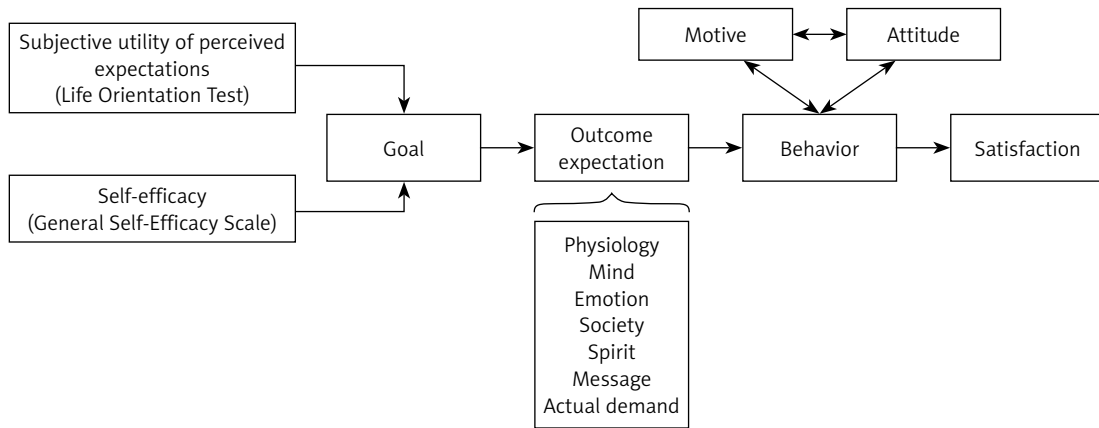 Subjective utility of perceived
expectations
(Life Orientation Test)
Self-efficacy
(General Self-Efficacy Scale)
Goal
Outcome
expectation
Physiology
Mind
Emotion
Society
Spirit
Message
Actual demand
Motive
Attitude
Behavior
Satisfaction